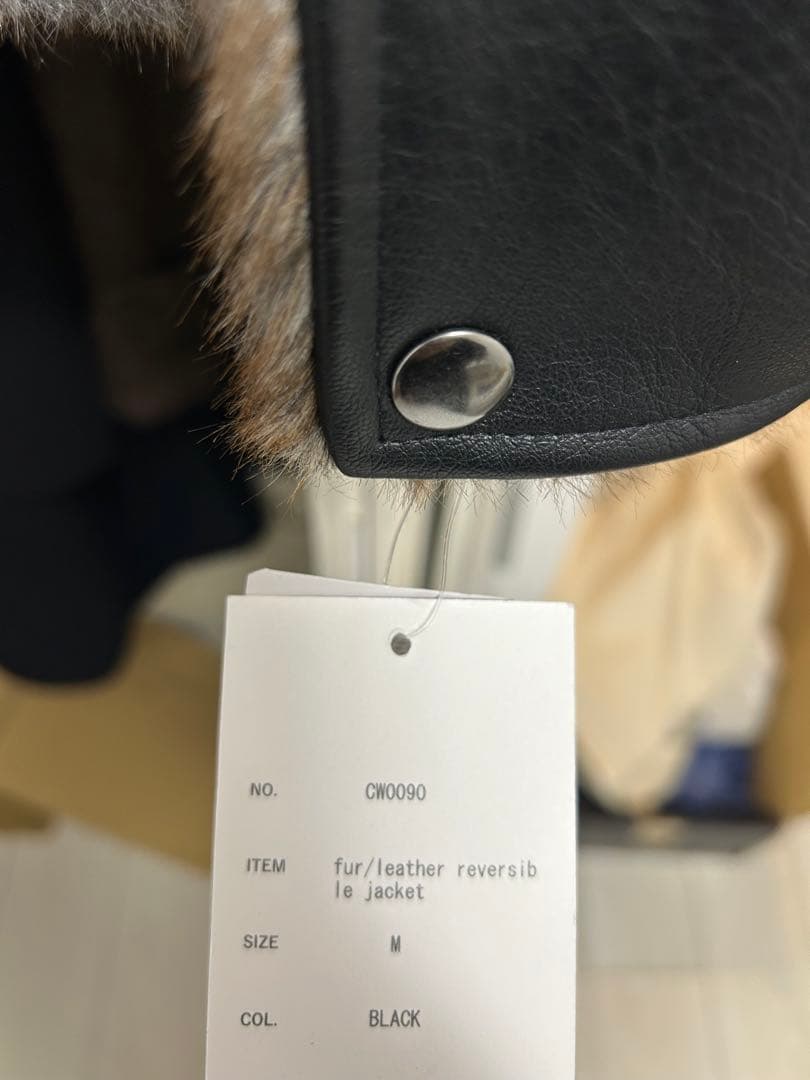 NO. CW0090
ITEM fur/leather reversib
le jacket
SIZE M
COL. BLACK